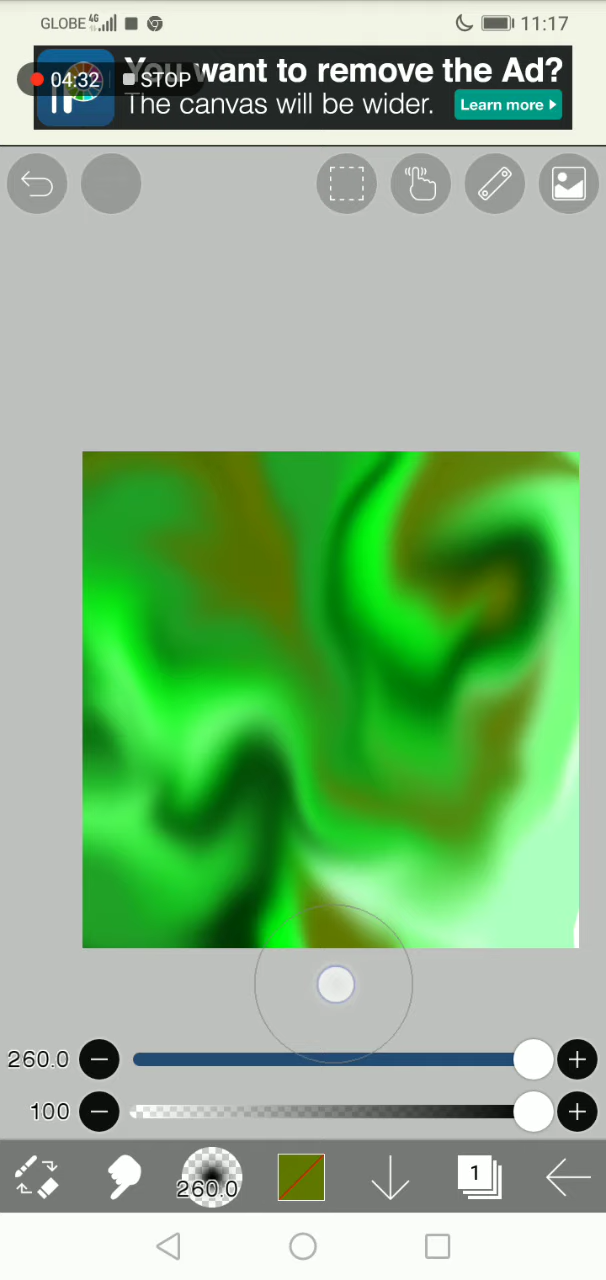 GLOBE 4G 11:17
You want to remove the Ad?
04:32 STOP
The canvas will be wider. Learn more
260.0
100
260.0 1